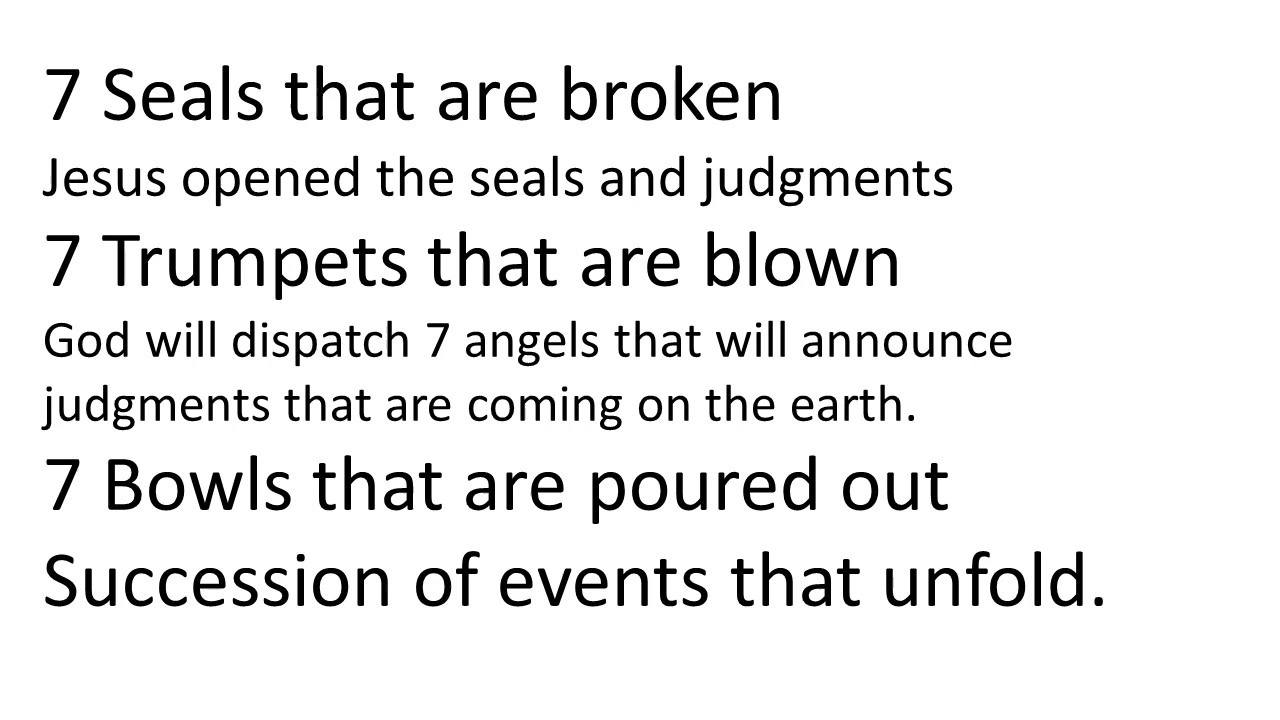 7 Seals that are broken
Jesus opened the seals and judgments
7 Trumpets that are blown
God will dispatch 7 angels that will announce
judgments that are coming on the earth.
7 Bowls that are poured out
Succession of events that unfold.